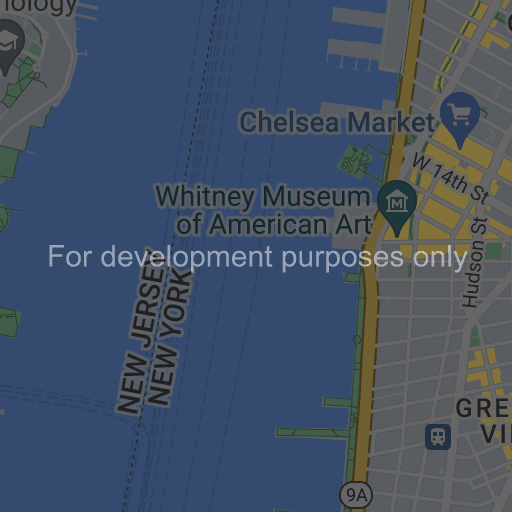 nology
Chelsea Market
W 14th St
Whitney Museum
of American Art
For development purposes only
Hudson St
NEW JERSEY
NEW YORK
GRE
VI
9A